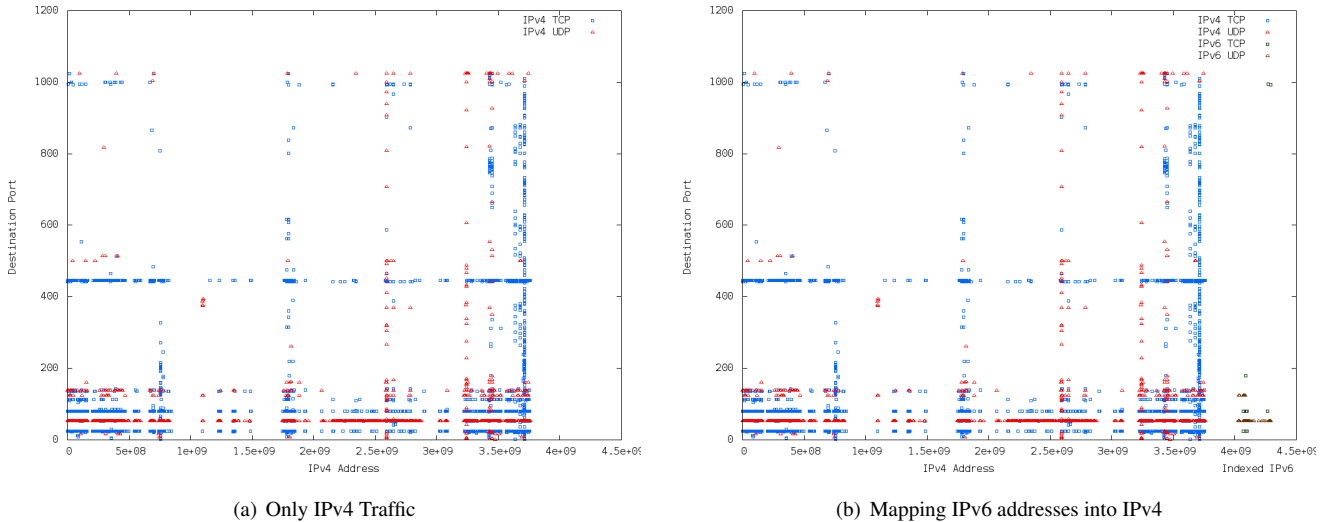 1200
1000
800
600
400
200
0
Destination Port
IPv4 TCP
IPv4 UDP
0 5e+08 1e+09 1.5e+09 2e+09 2.5e+09 3e+09 3.5e+09 4e+09 4.5e+09
IPv4 Address
(a) Only IPv4 Traffic
1200
1000
800
600
400
200
0
Destination Port
IPv4 TCP
IPv4 UDP
IPv6 TCP
IPv6 UDP
0 5e+08 1e+09 1.5e+09 2e+09 2.5e+09 3e+09 3.5e+09 4e+09 4.5e+09
IPv4 Address Indexed IPv6
(b) Mapping IPv6 addresses into IPv4